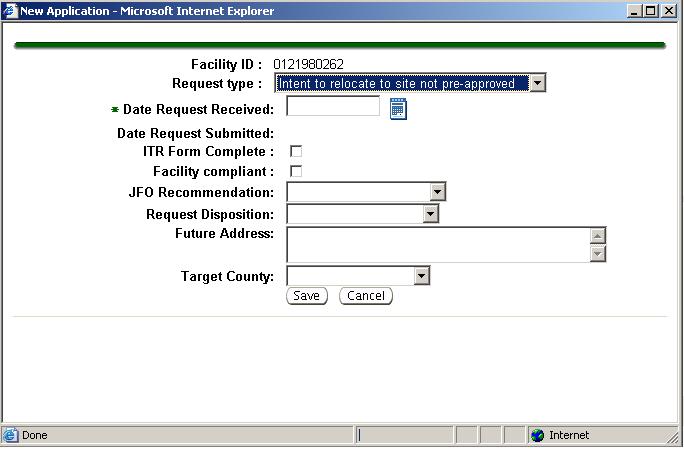 New Application - Microsoft Internet Explorer
Facility ID : 0121980262
Request type : Intent to relocate to site not pre-approved
* Date Request Received:
Date Request Submitted:
ITR Form Complete :
Facility compliant :
JFO Recommendation:
Request Disposition:
Future Address:
Target County:
Save Cancel
Done Internet